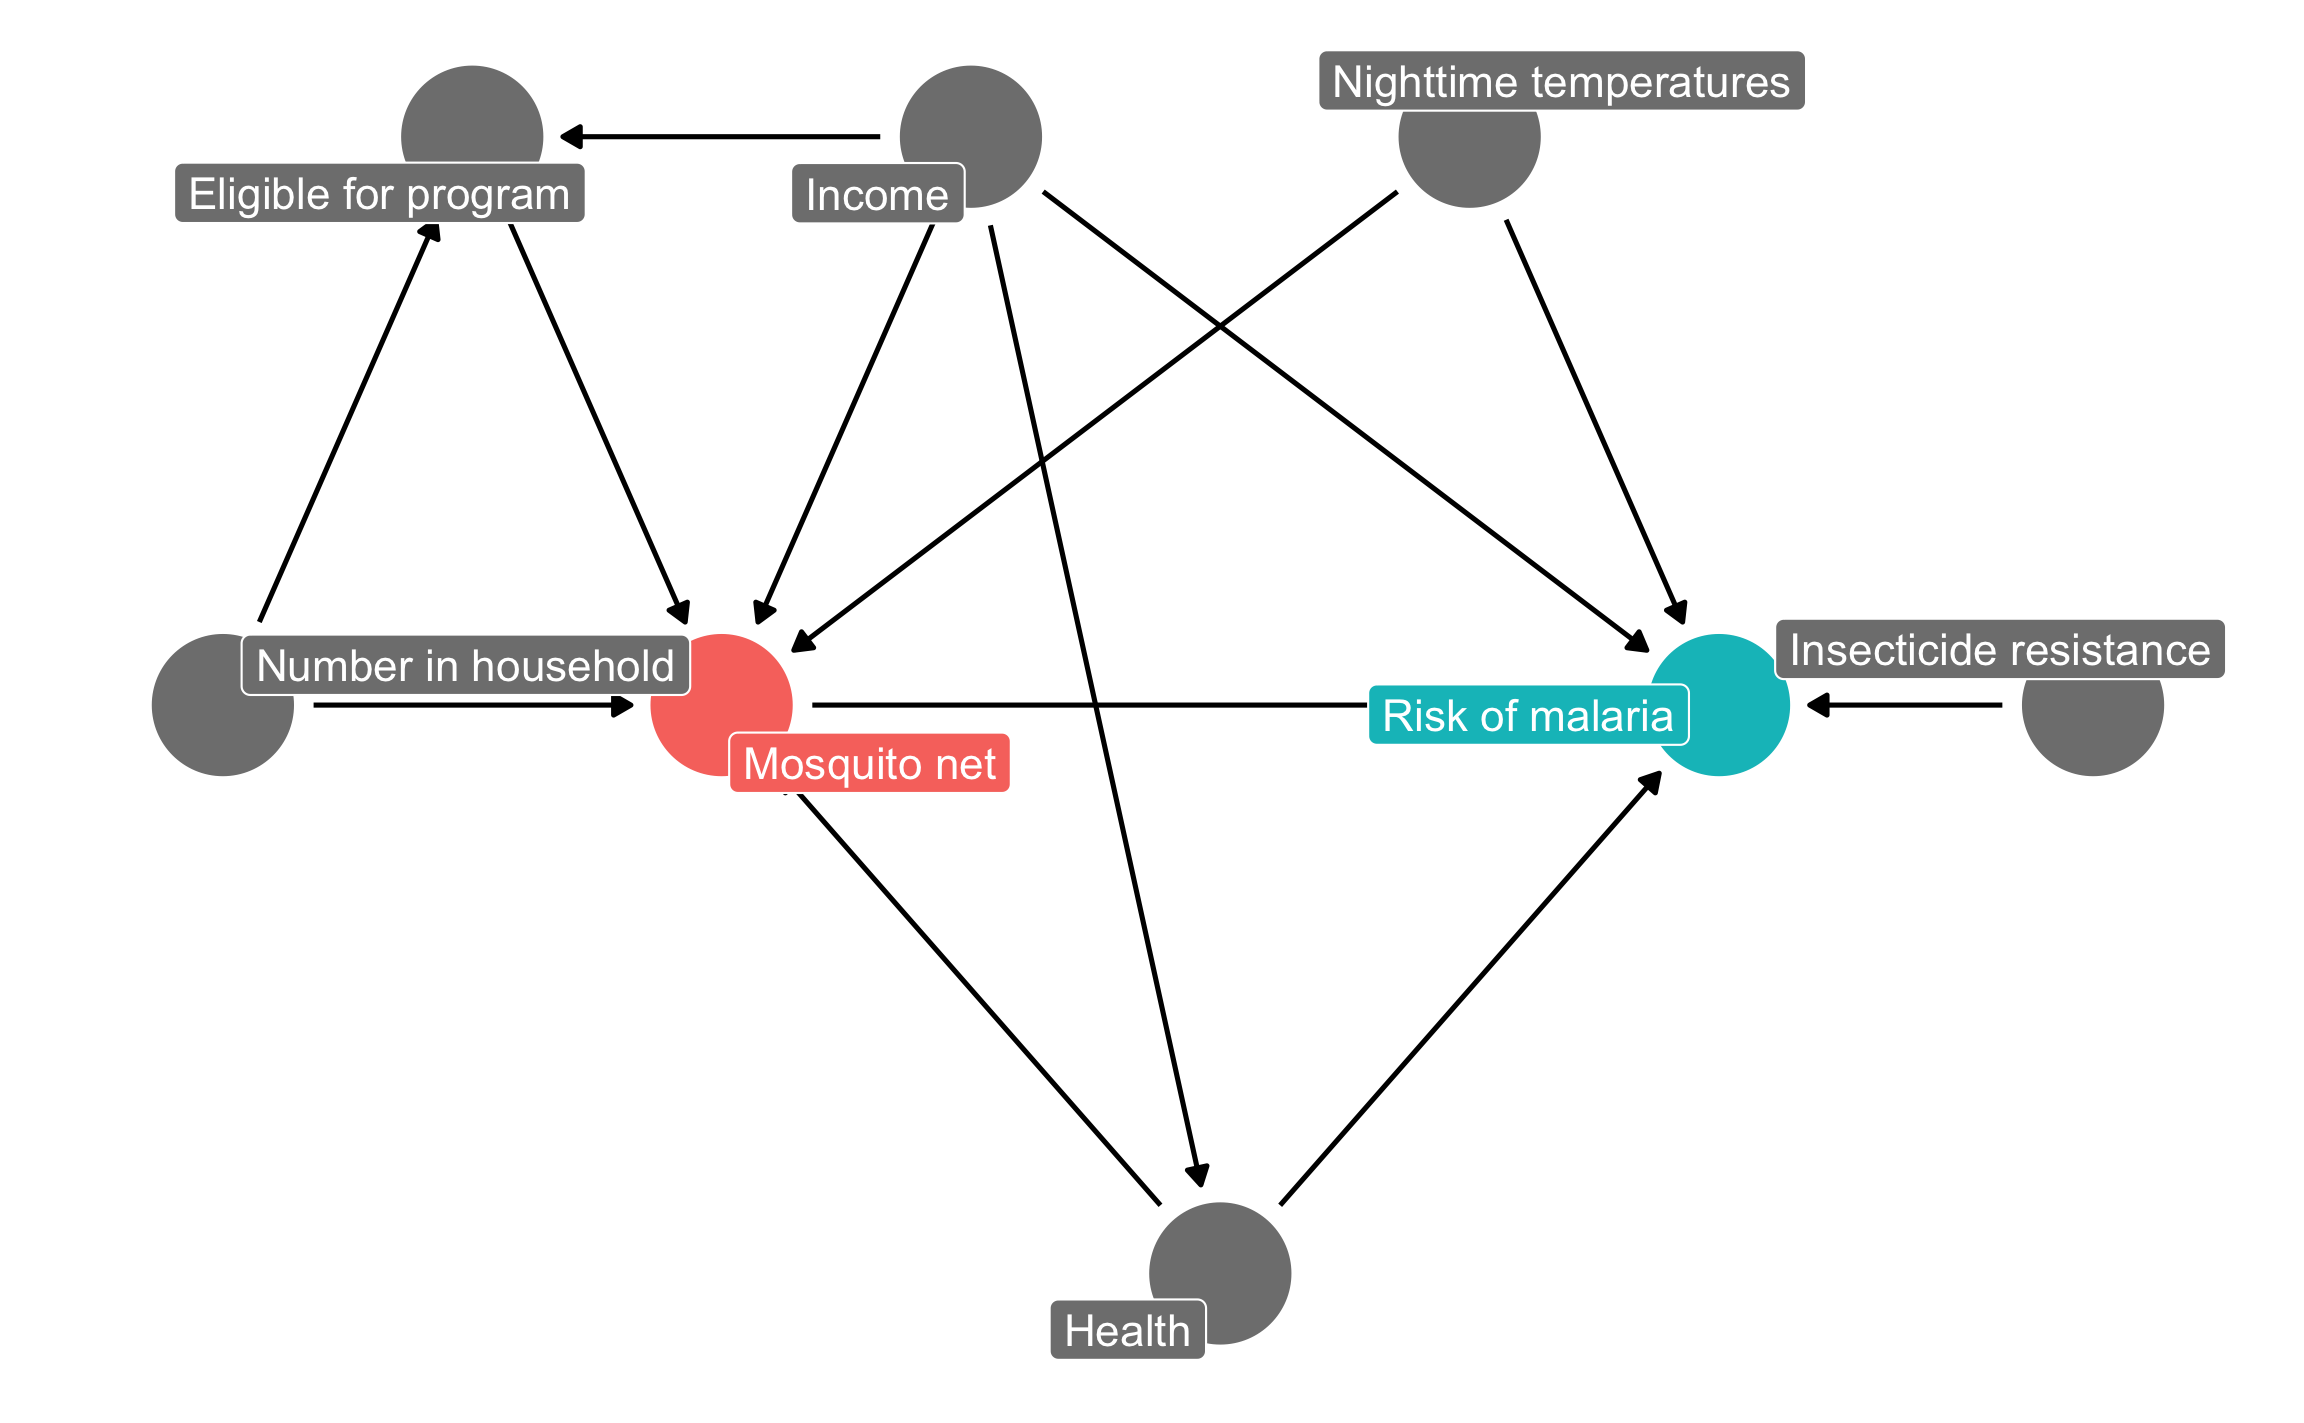 Nighttime temperatures
Eligible for program
Income
Number in household
Insecticide resistance
Risk of malaria
Mosquito net
Health